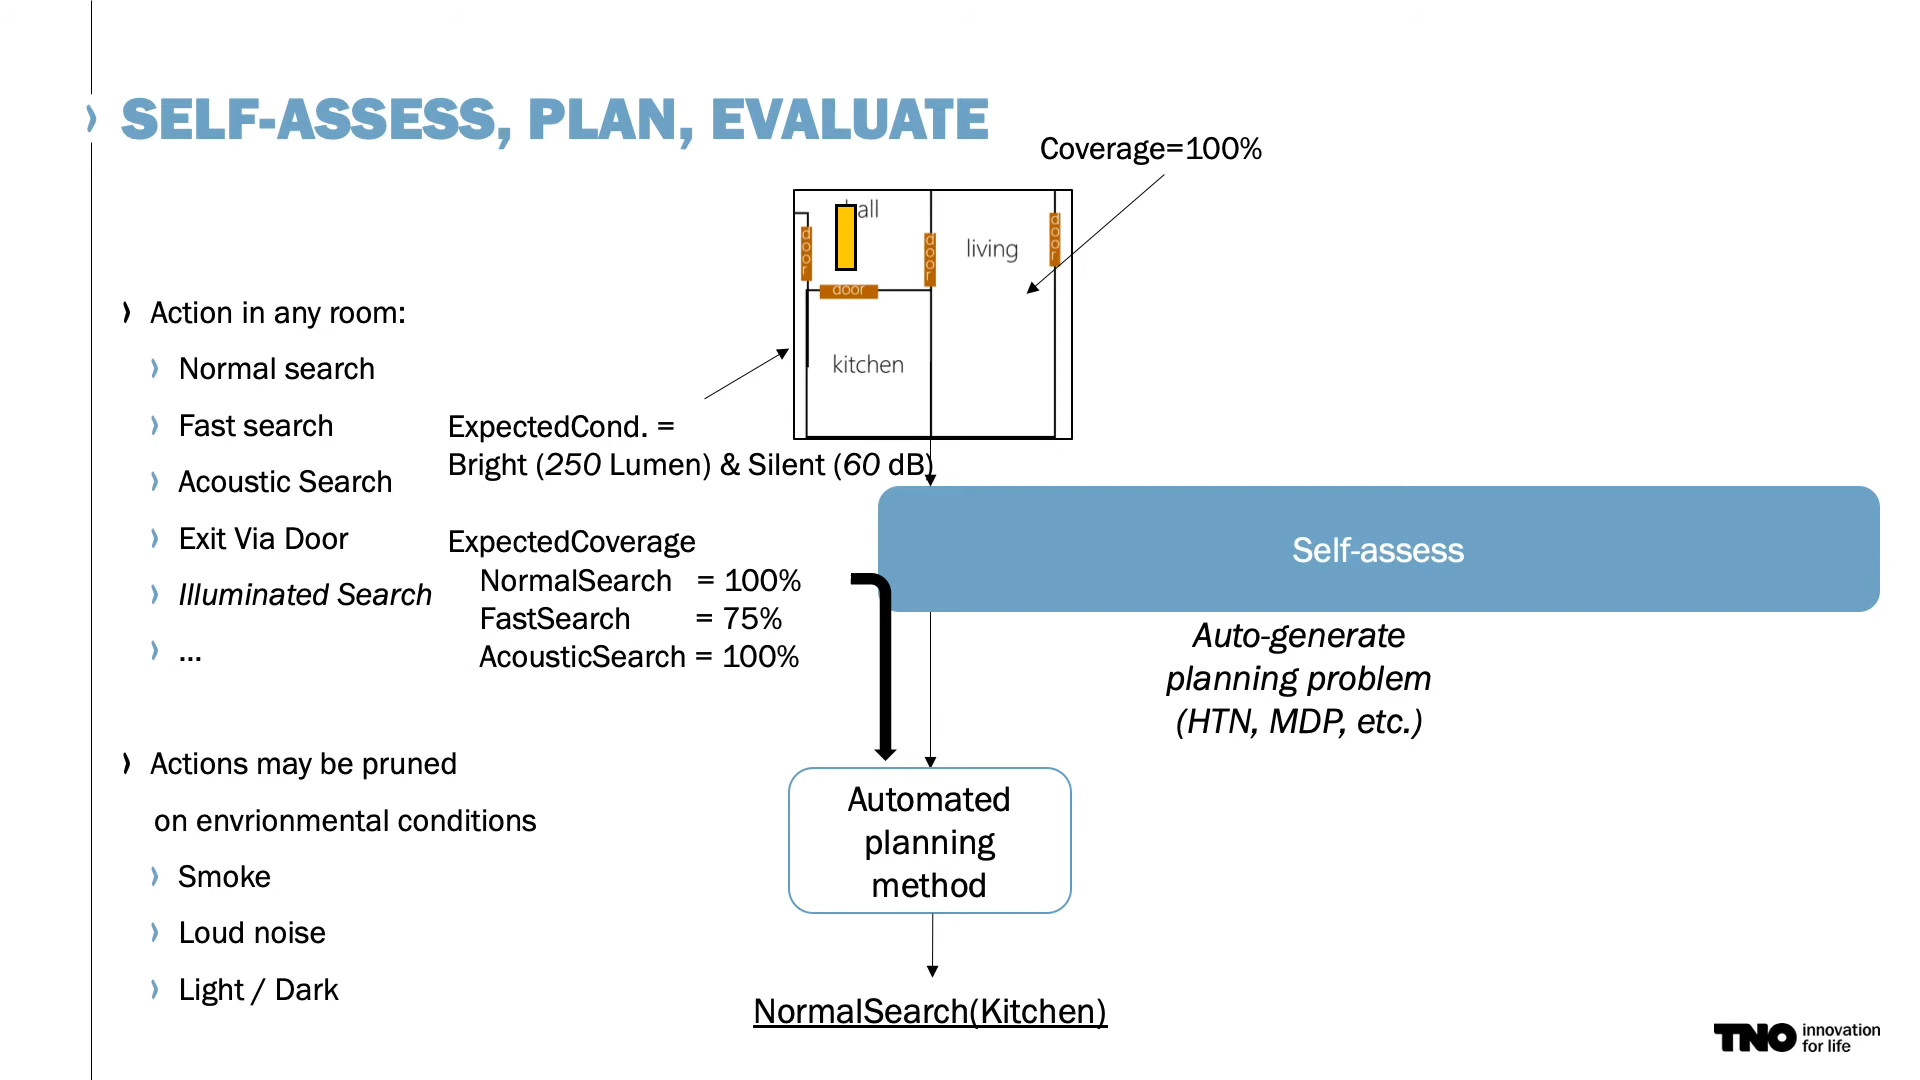 SELF-ASSESS, PLAN, EVALUATE
Coverage=100%
all
door
door
door
door
living
kitchen
› Action in any room:
› Normal search
› Fast search
› Acoustic Search
› Exit Via Door
› Illuminated Search
› ...
ExpectedCond. =
Bright (250 Lumen) & Silent (60 dB)
ExpectedCoverage
NormalSearch = 100%
FastSearch = 75%
AcousticSearch = 100%
Self-assess
Auto-generate
planning problem
(HTN, MDP, etc.)
› Actions may be pruned
on envrionmental conditions
› Smoke
› Loud noise
› Light / Dark
Automated
planning
method
NormalSearch(Kitchen)
TNO innovation
for life